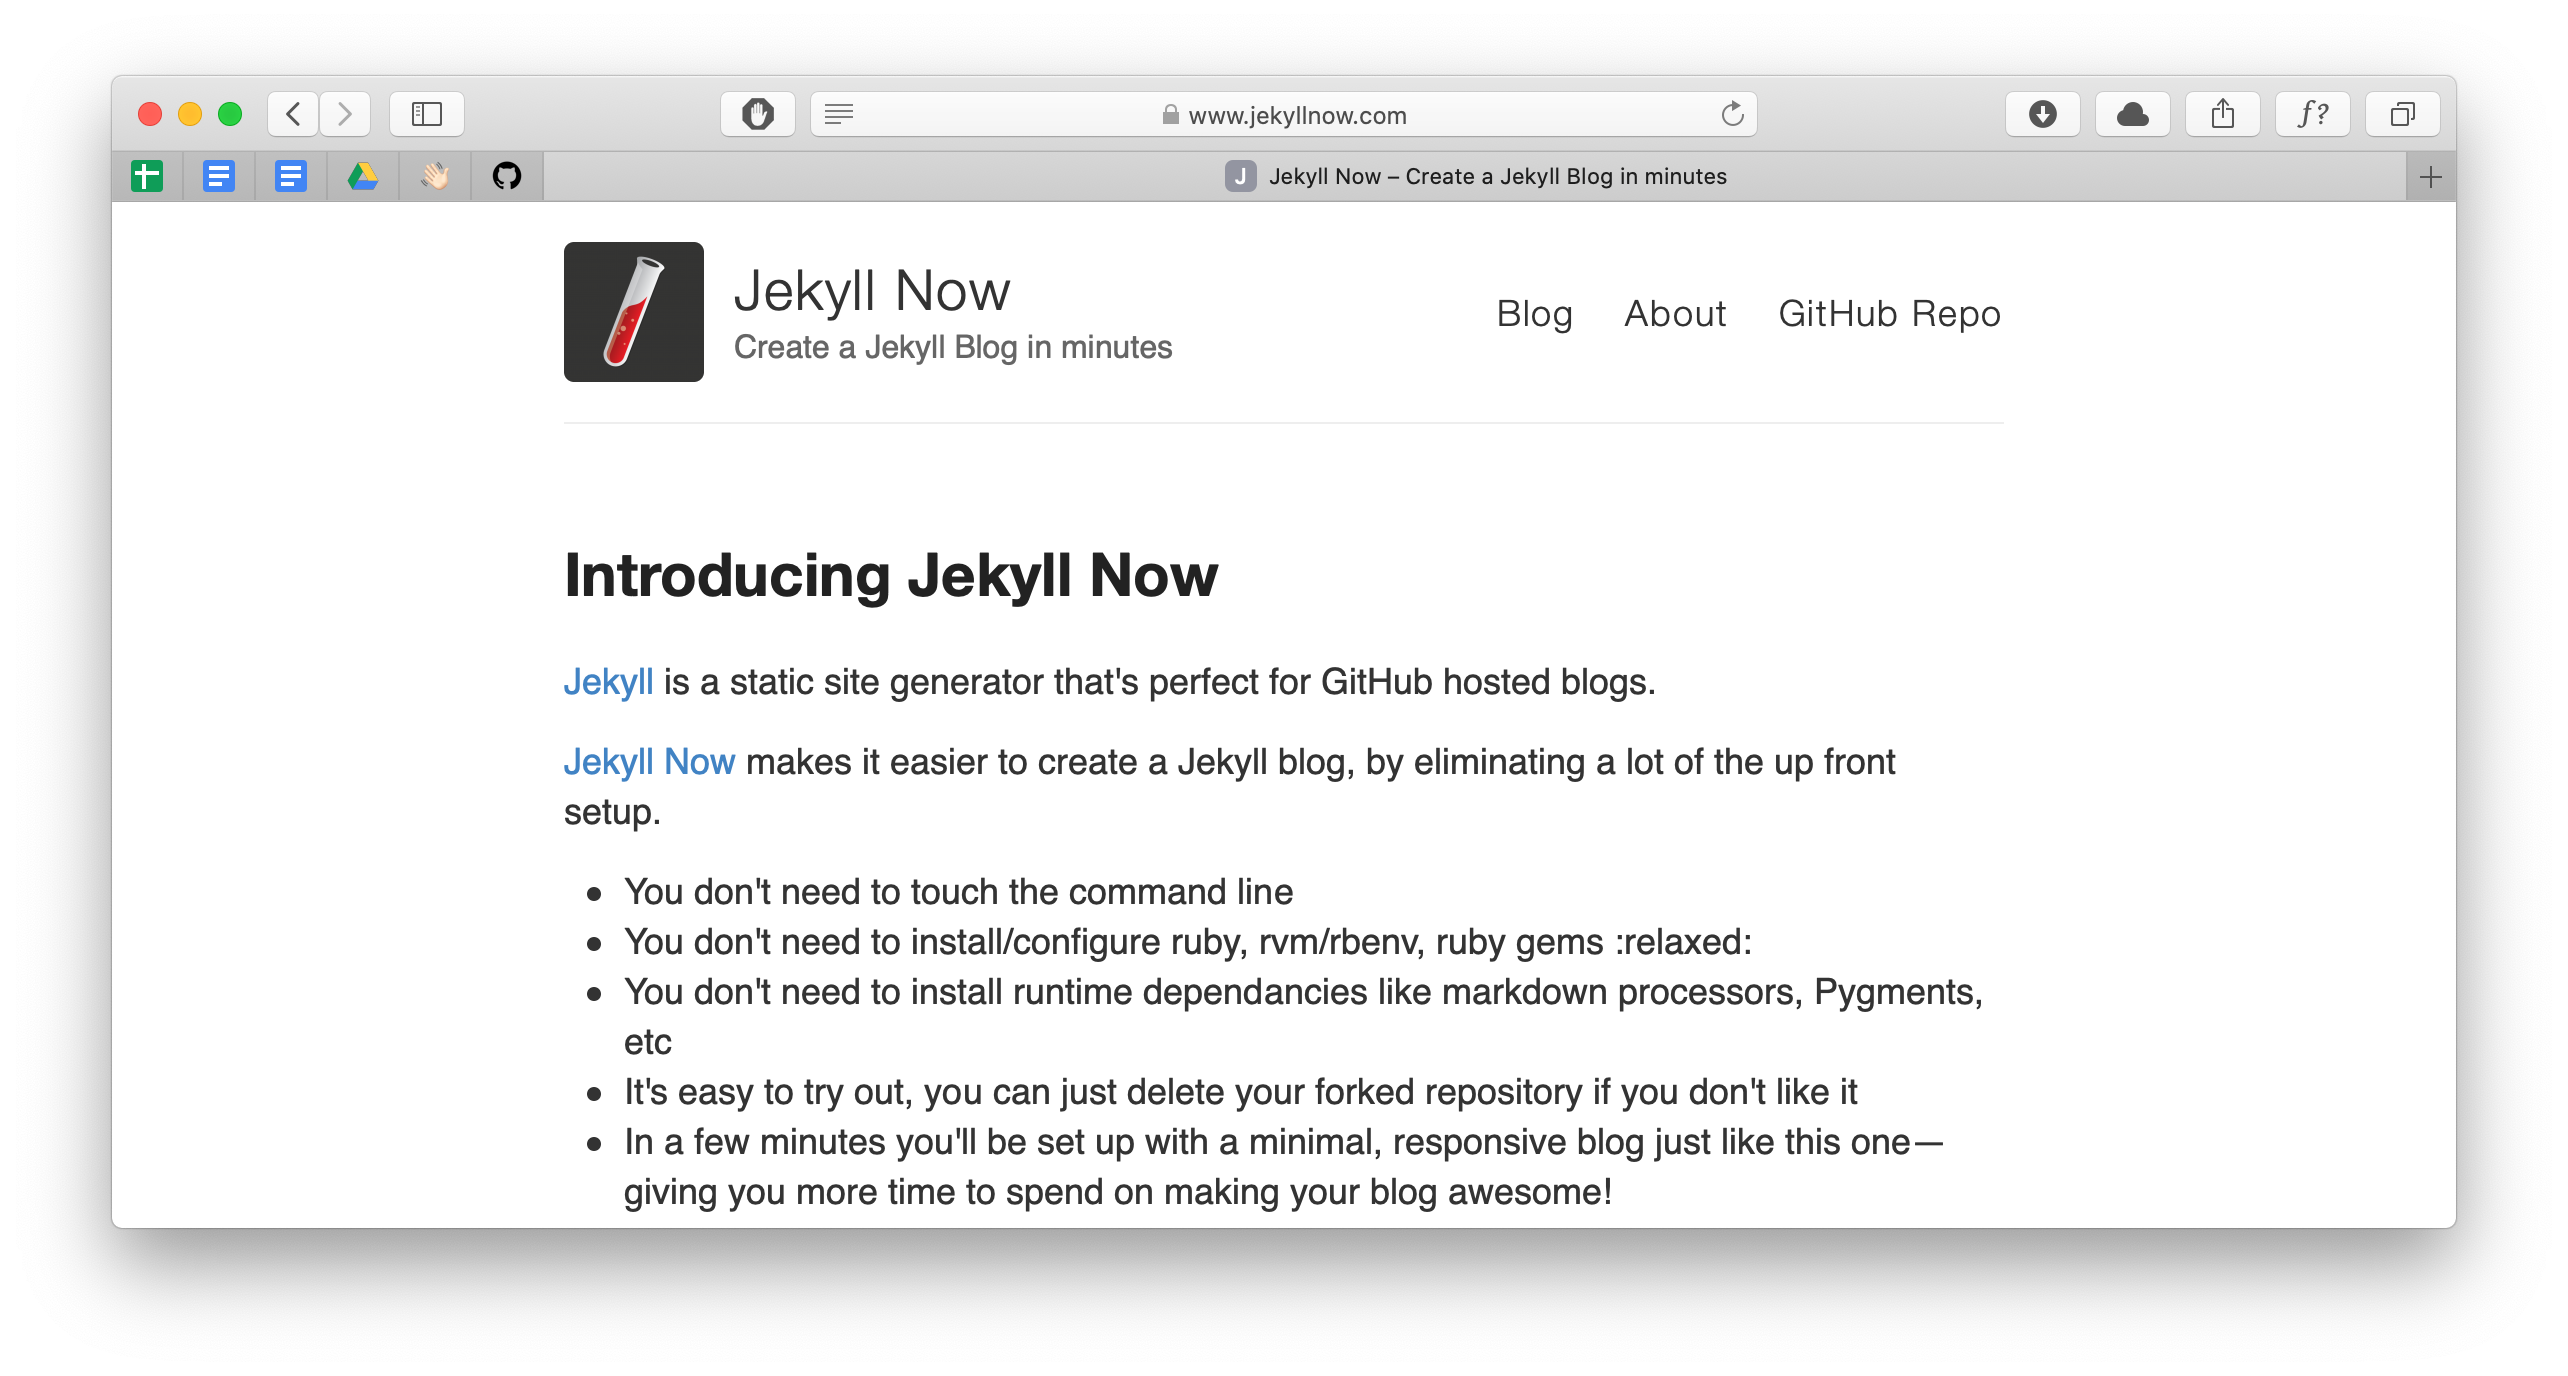 www.jekyllnow.com
f?
J Jekyll Now – Create a Jekyll Blog in minutes
Jekyll Now
Create a Jekyll Blog in minutes
Blog About GitHub Repo
Introducing Jekyll Now
Jekyll is a static site generator that's perfect for GitHub hosted blogs.
Jekyll Now makes it easier to create a Jekyll blog, by eliminating a lot of the up front
setup.
• You don't need to touch the command line
• You don't need to install/configure ruby, rvm/rbenv, ruby gems :relaxed:
• You don't need to install runtime dependancies like markdown processors, Pygments,
etc
• It's easy to try out, you can just delete your forked repository if you don't like it
• In a few minutes you'll be set up with a minimal, responsive blog just like this one—
giving you more time to spend on making your blog awesome!